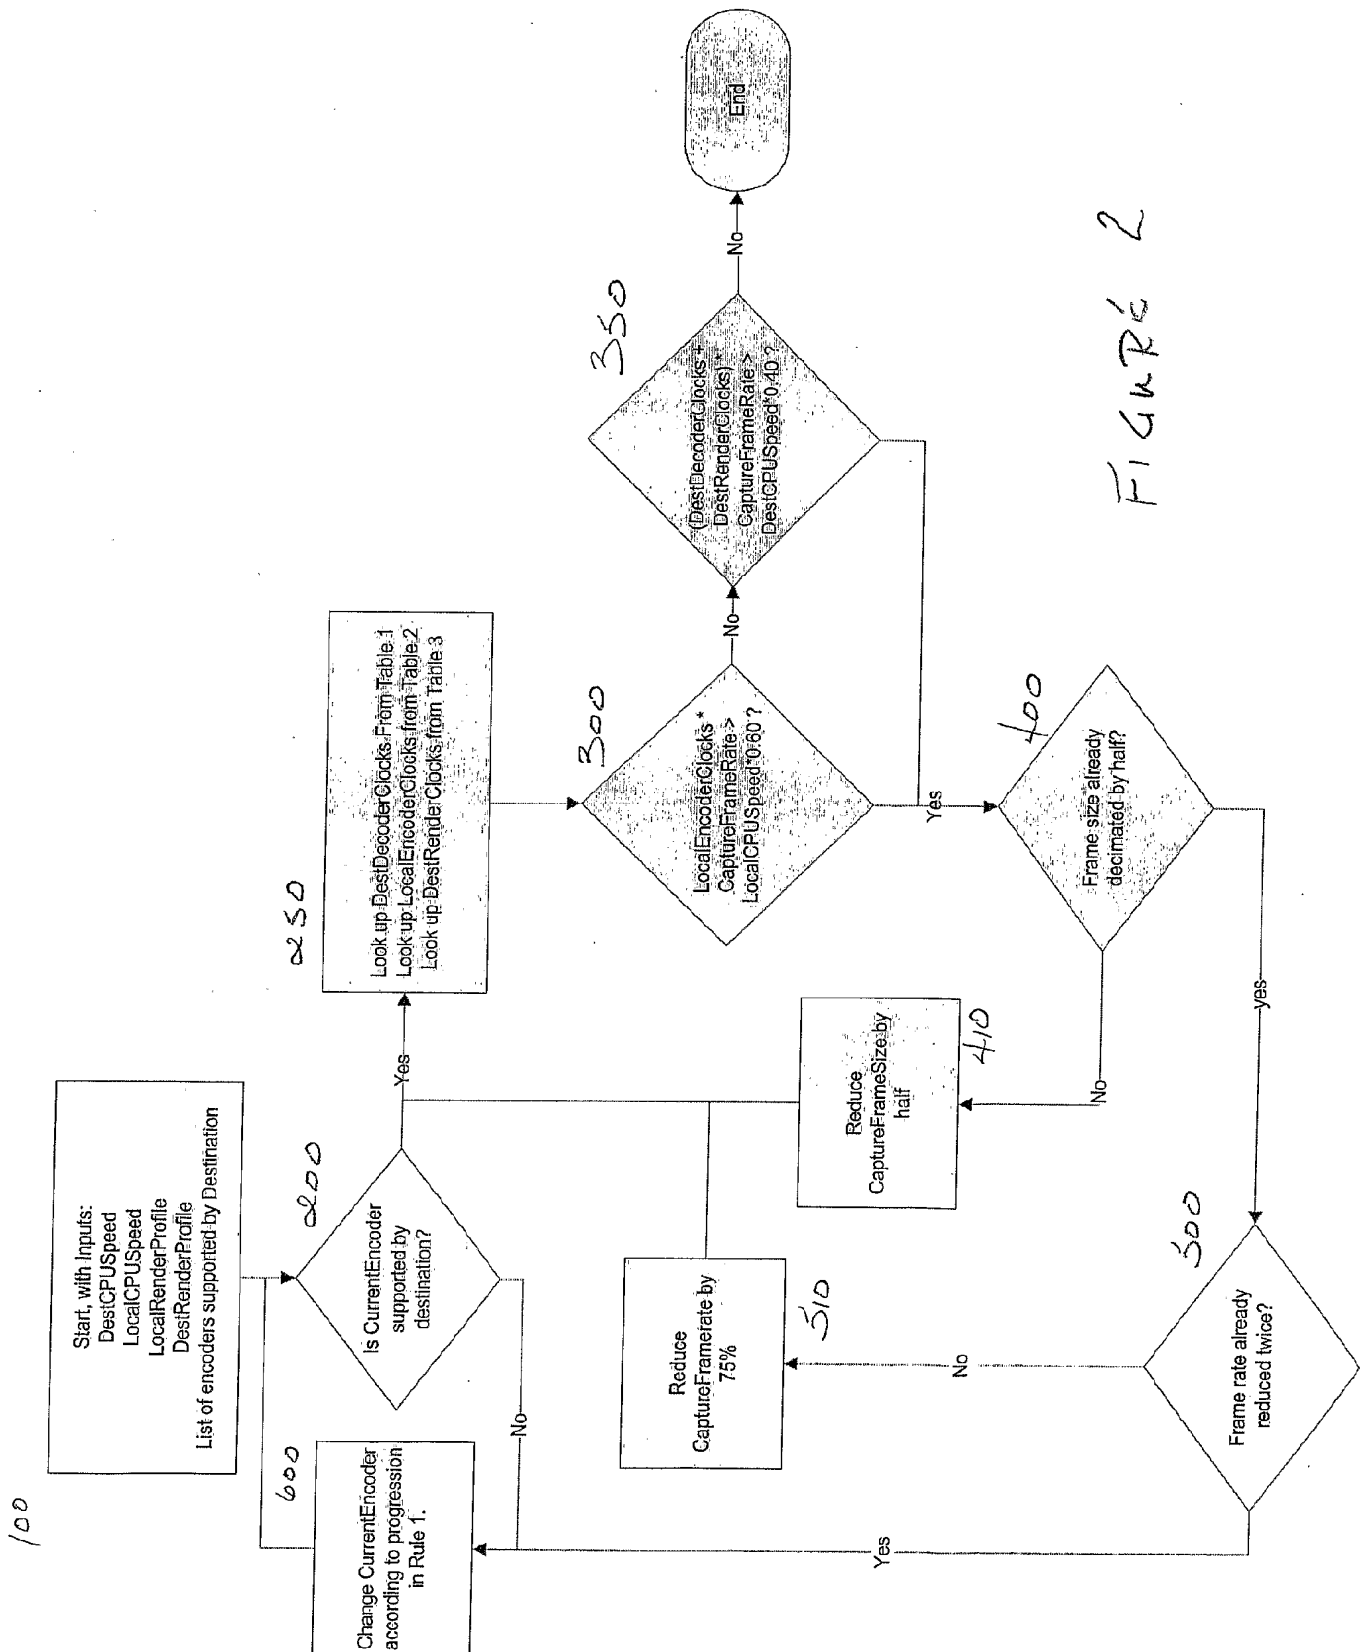 100
Start, with Inputs:
DestCPUSpeed
LocalCPUSpeed
LocalRenderProfile
DestRenderProfile
List of encoders supported by Destination
600
Change CurrentEncoder
according to progression
in Rule 1.
200
Is CurrentEncoder
supported by
destination?
No
Yes
250
Look up DestDecoderClocks From Table 1
Look up LocalEncoderClocks from Table 2
Look up DestRenderClocks from Table 3
300
LocalEncoderClocks *
CaptureFrameRate >
LocalCPUSpeed*0.60 ?
No
Yes
350
(DestDecoderClocks +
DestRenderClocks) *
CaptureFrameRate >
DestCPUSpeed*0.40 ?
No
End
400
Frame size already
decimated by half?
No
yes
410
Reduce
CaptureFrameSize by
half
500
Frame rate already
reduced twice?
No
Yes
510
Reduce
CaptureFramerate by
75%
FIGURE 2